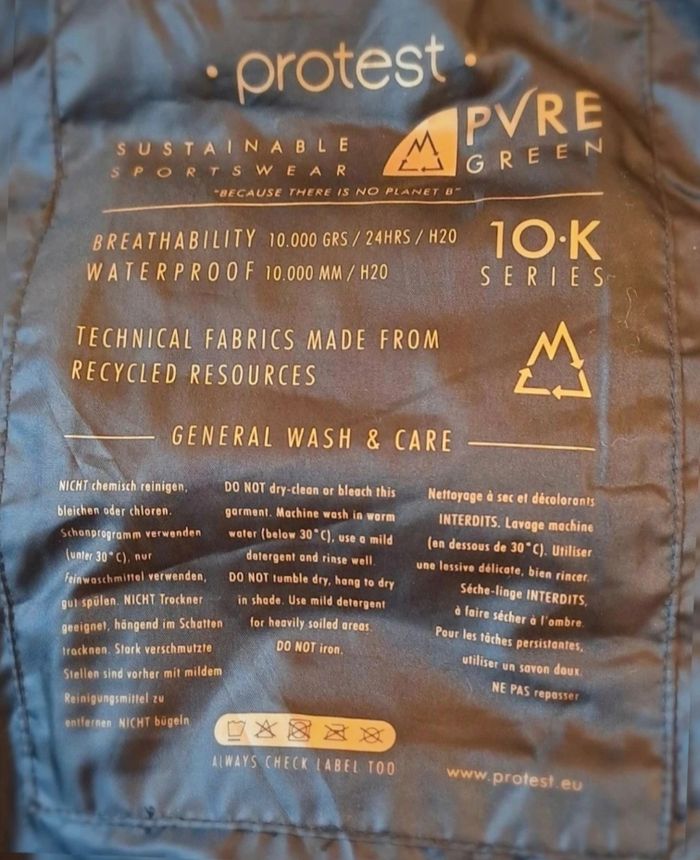 • protest •
SUSTAINABLE
SPORTSWEAR
PVRE
GREEN
"BECAUSE THERE IS NO PLANET B"
BREATHABILITY 10.000 GRS / 24HRS / H20
WATERPROOF 10.000 MM / H20
10·K
SERIES
TECHNICAL FABRICS MADE FROM
RECYCLED RESOURCES
GENERAL WASH & CARE
NICHT chemisch reinigen,
bleichen oder chloren.
Schonprogramm verwenden
(unter 30°C), nur
Feinwaschmittel verwenden,
gut spülen. NICHT Trockner
geeignet, hängend im Schatten
trocknen. Stark verschmutzte
Stellen sind vorher mit mildem
Reinigungsmittel zu
entfernen NICHT bügeln
DO NOT dry-clean or bleach this
garment. Machine wash in worm
water (below 30°C), use a mild
detergent and rinse well.
DO NOT tumble dry, hang to dry
in shade. Use mild detergent
for heavily soiled areas.
DO NOT iron.
Nettoyage à sec et décolorants
INTERDITS. Lavage machine
(en dessous de 30°C). Utiliser
une lessive délicate, bien rincer.
Séche-linge INTERDITS,
à faire sécher à l'ombre.
Pour les tâches persistantes,
utiliser un savon doux.
NE PAS repasser
ALWAYS CHECK LABEL TOO
www.protest.eu